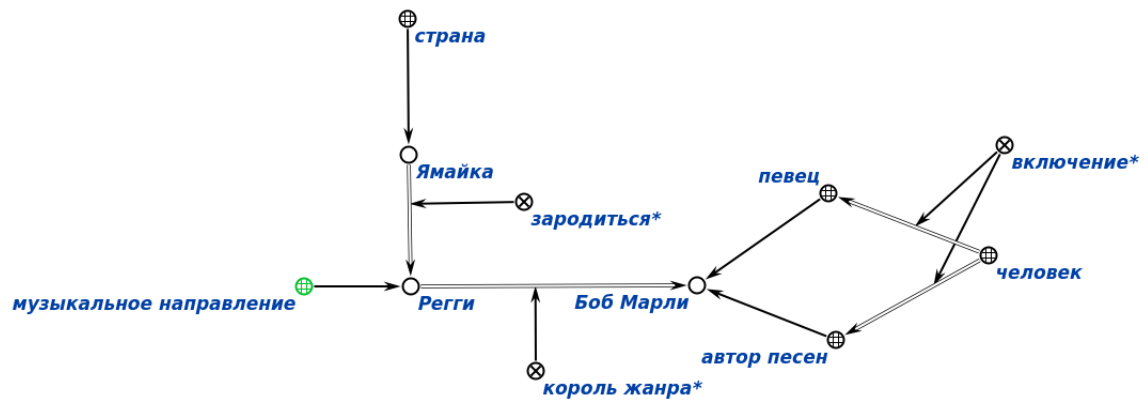 страна
Ямайка
включение*
певец
зародиться*
человек
музыкальное направление
Регги
Боб Марли
автор песен
король жанра*